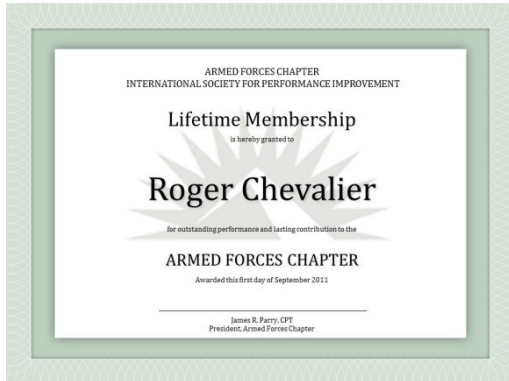 ARMED FORCES CHAPTER
INTERNATIONAL SOCIETY FOR PERFORMANCE IMPROVEMENT
Lifetime Membership
is hereby granted to
Roger Chevalier
for outstanding performance and lasting contribution to the
ARMED FORCES CHAPTER
Awarded this first day of September 2011
James R. Parry, CPT
President, Armed Forces Chapter